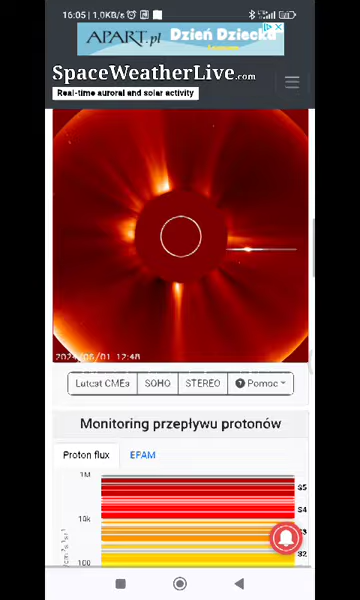 16:05 | 1,0KB/s
APART.pl Dzień Dziecka
SpaceWeatherLive.com
Real-time auroral and solar activity
2024/06/01 12:48
Latest CMEs SOHO STEREO Pomoc
Monitoring przepływu protonów
Proton flux EPAM
1M
S5
S4
10k
S3
S2
100